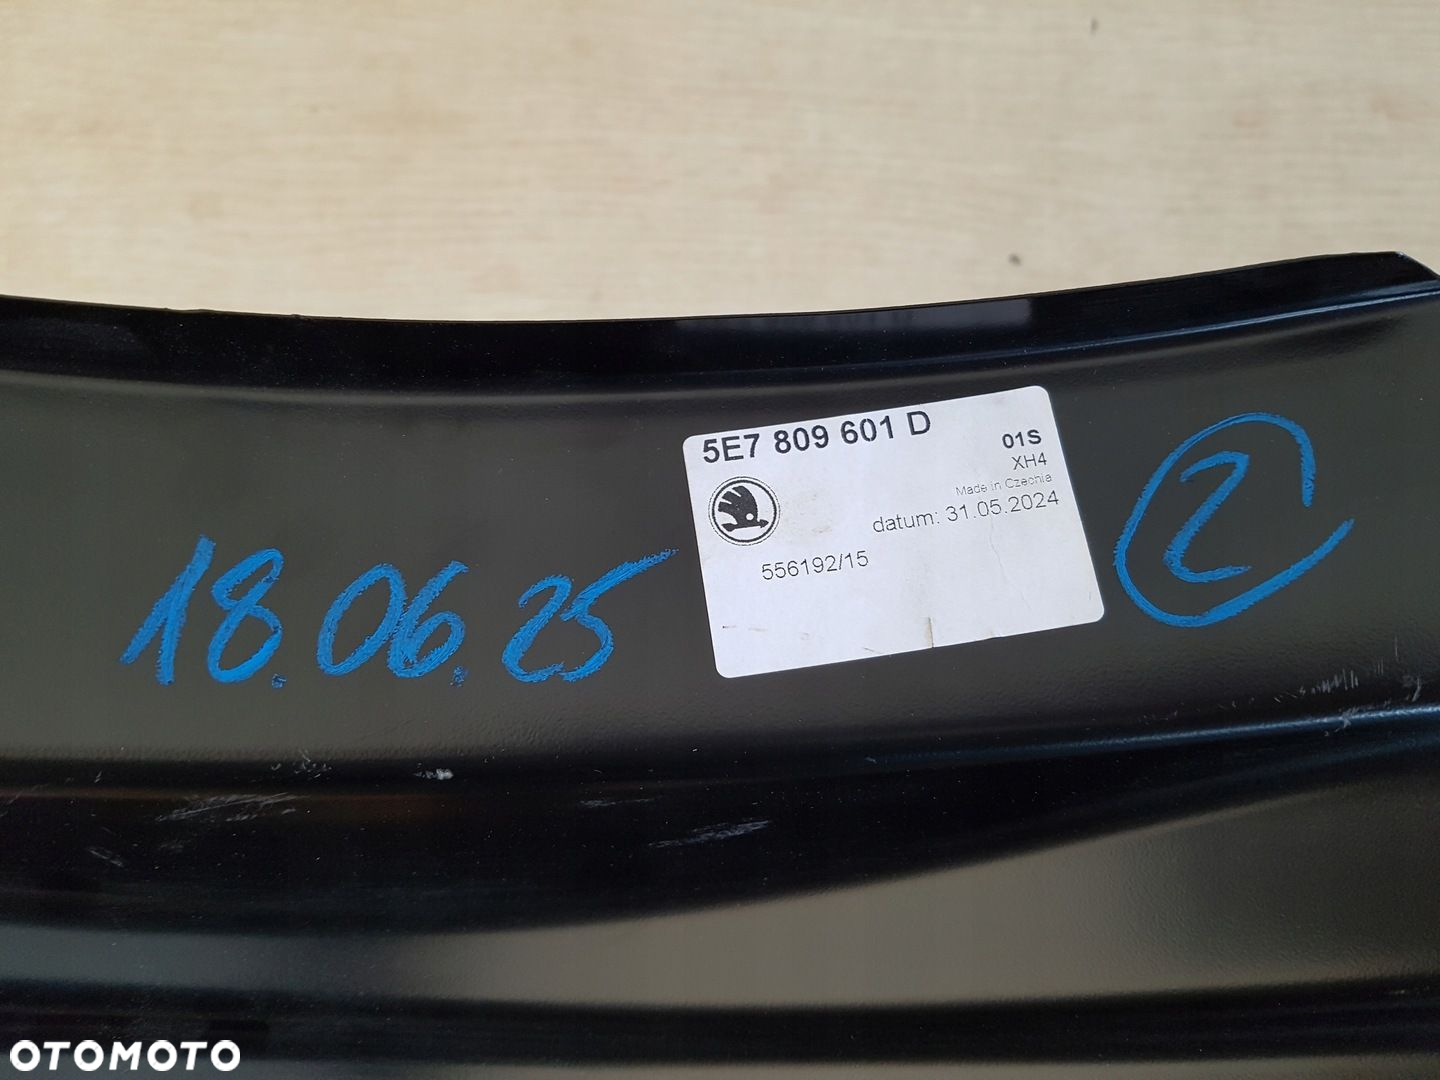 5E7 809 601 D
01S
XH4
Made in Czechia
datum: 31.05.2024
556192/15
18.06.25
2
OTOMOTO